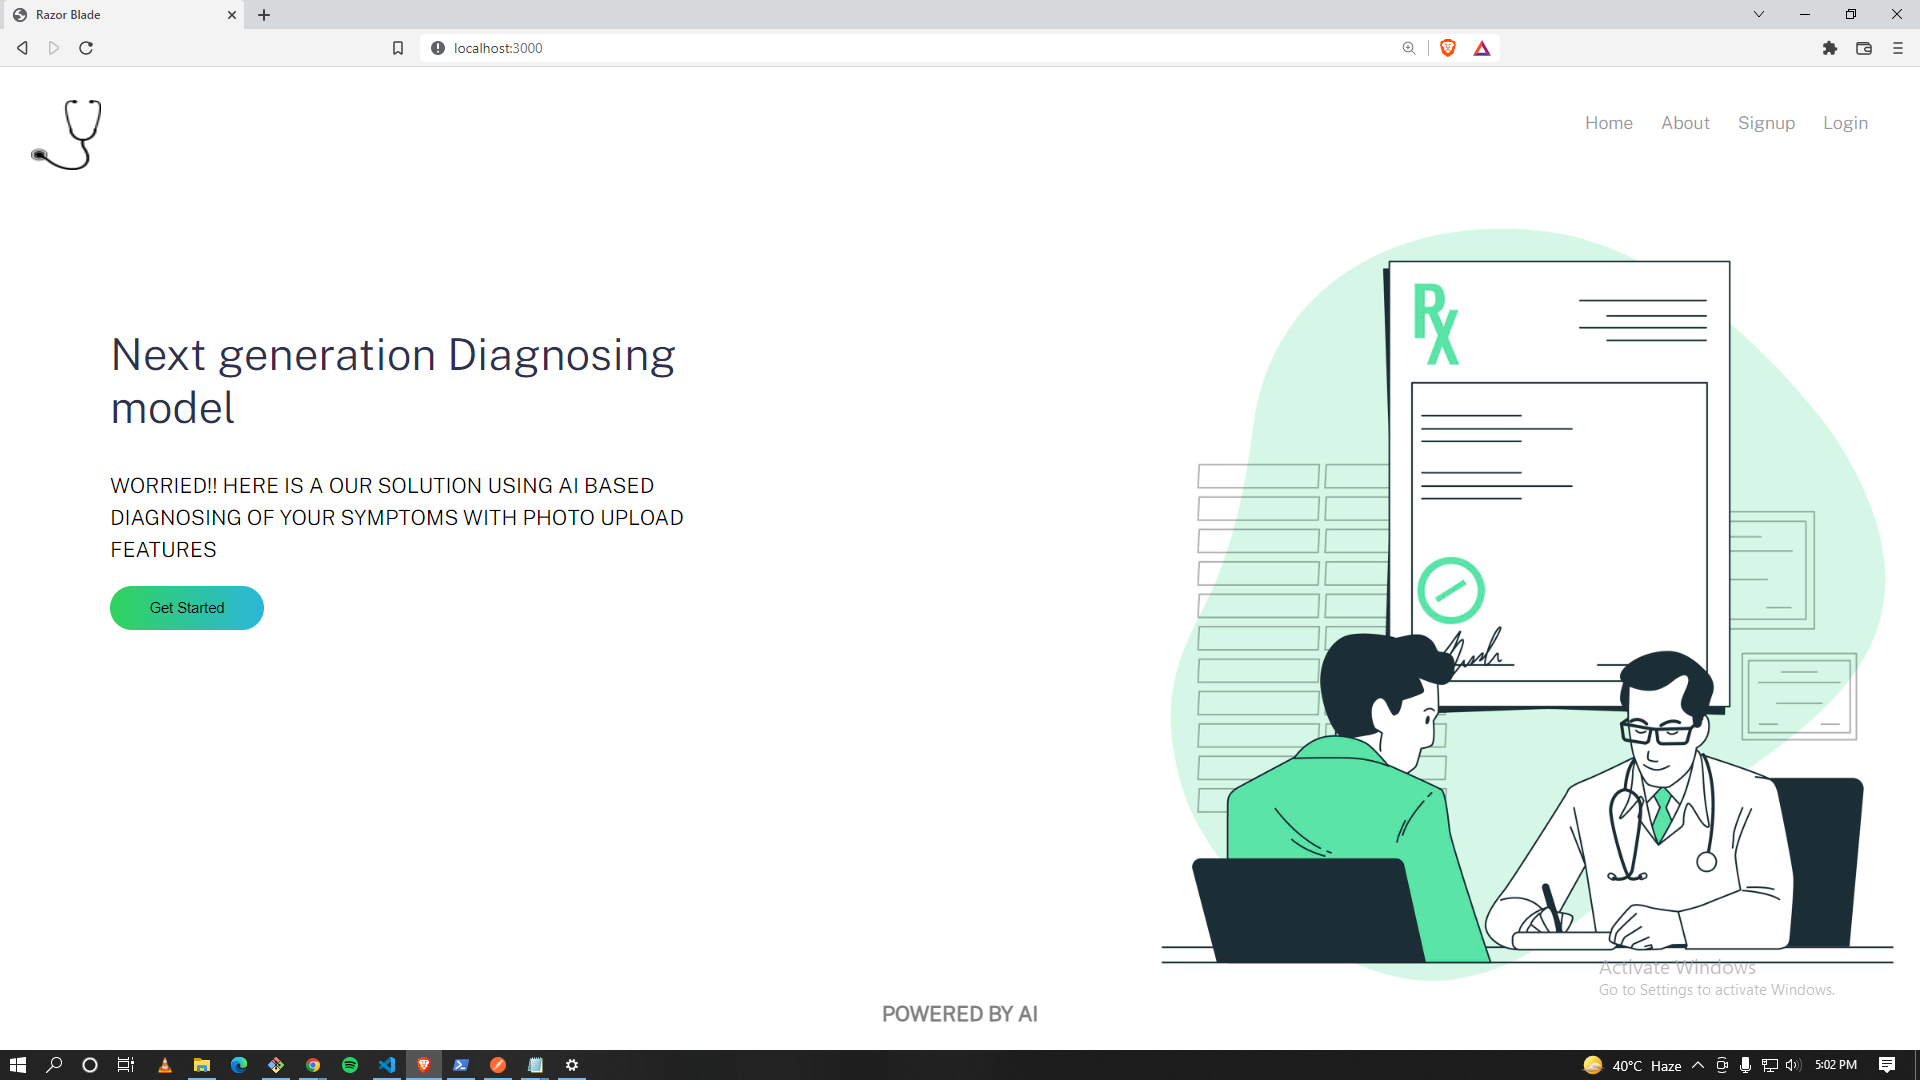 Razor Blade
localhost:3000
Home About Signup Login
RX
Next generation Diagnosing
model
WORRIED!! HERE IS A OUR SOLUTION USING AI BASED
DIAGNOSING OF YOUR SYMPTOMS WITH PHOTO UPLOAD
FEATURES
Get Started
Activate Windows
Go to Settings to activate Windows.
POWERED BY AI
40°C Haze
5:02 PM